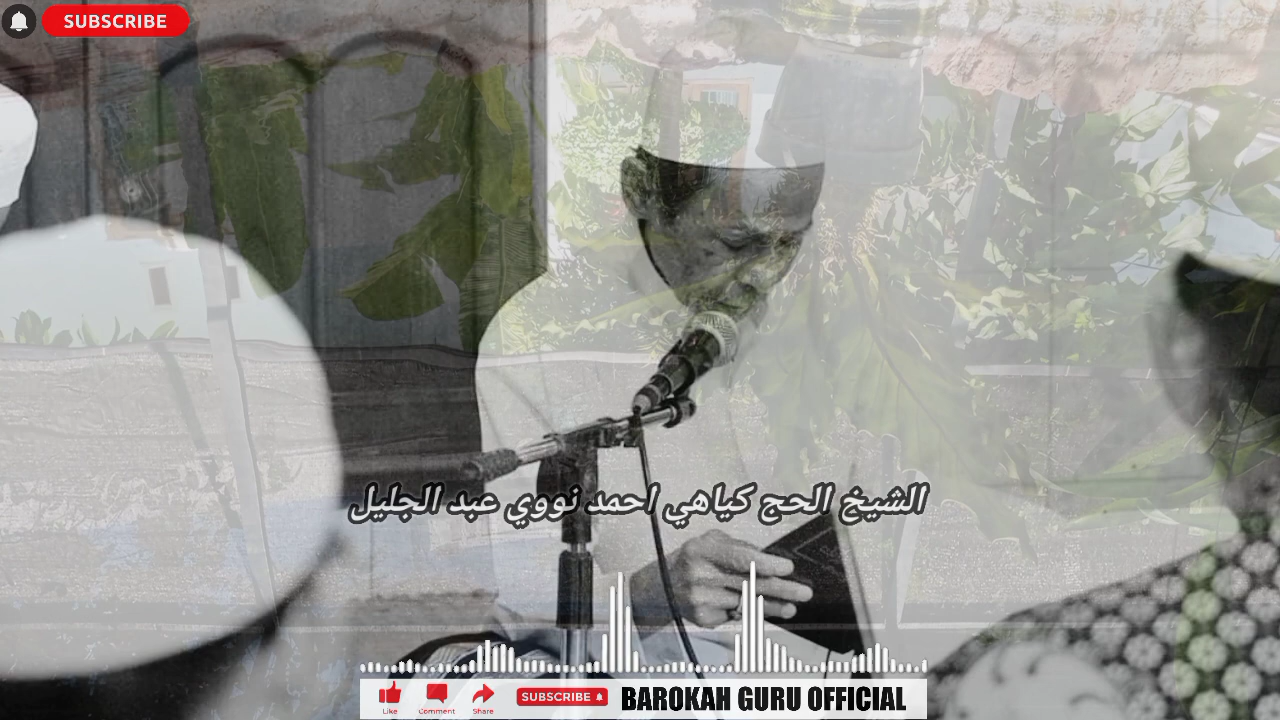 SUBSCRIBE
الشيخ الحج كياهي احمد نووي عبد الجليل
Like
Comment
Share
SUBSCRIBE
BAROKAH GURU OFFICIAL